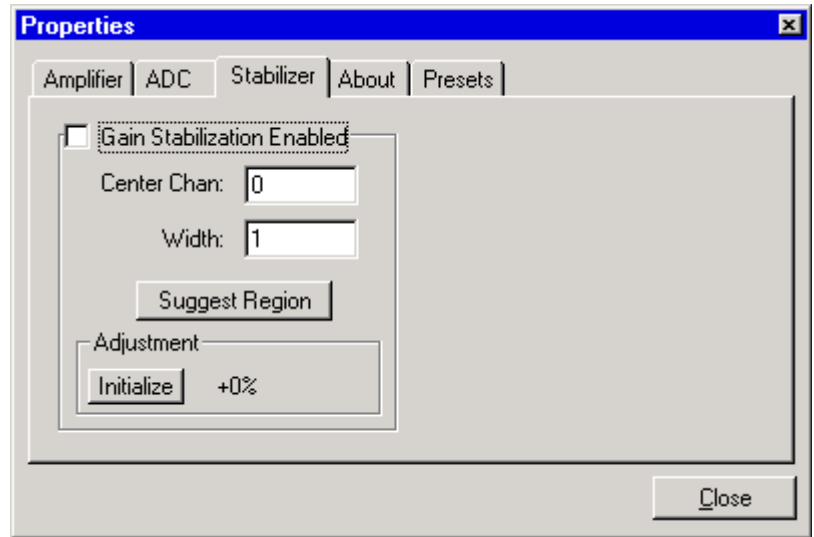 Properties
Amplifier ADC Stabilizer About Presets
Gain Stabilization Enabled
Center Chan: 0
Width: 1
Suggest Region
Adjustment
Initialize +0%
Close